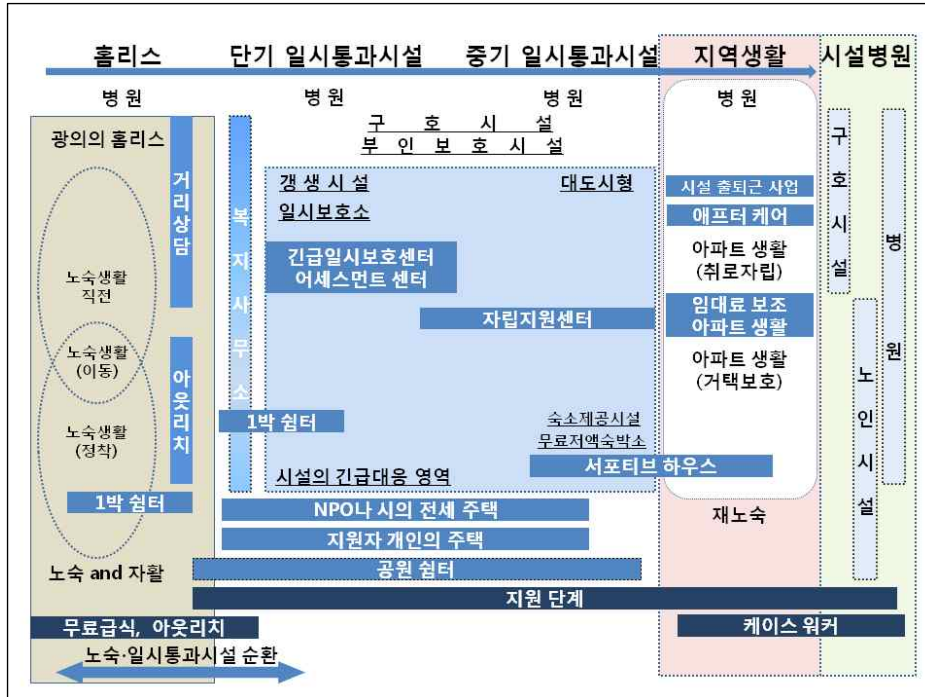 홈리스
단기 일시통과시설
중기 일시통과시설
지역생활
시설병원
병 원
병 원
병 원
병 원
광의의 홈리스
거리상담
노숙생활
직전
노숙생활
(이동)
아웃리치
노숙생활
(정착)
1박 쉼터
노숙 and 자활
무료급식, 아웃리치
노숙·일시통과시설 순환
복지사무소
구 호 시 설
부 인 보 호 시 설
갱 생 시 설
대도시형
일시보호소
긴급일시보호센터
어세스먼트 센터
자립지원센터
1박 쉼터
숙소제공시설
무료저액숙박소
서포티브 하우스
시설의 긴급대응 영역
NPO나 시의 전세 주택
지원자 개인의 주택
공원 쉼터
지원 단계
시설 출퇴근 사업
애프터 케어
아파트 생활
(취로자립)
임대료 보조
아파트 생활
아파트 생활
(거택보호)
재노숙
케이스 워커
구호시설
노인시설
병원